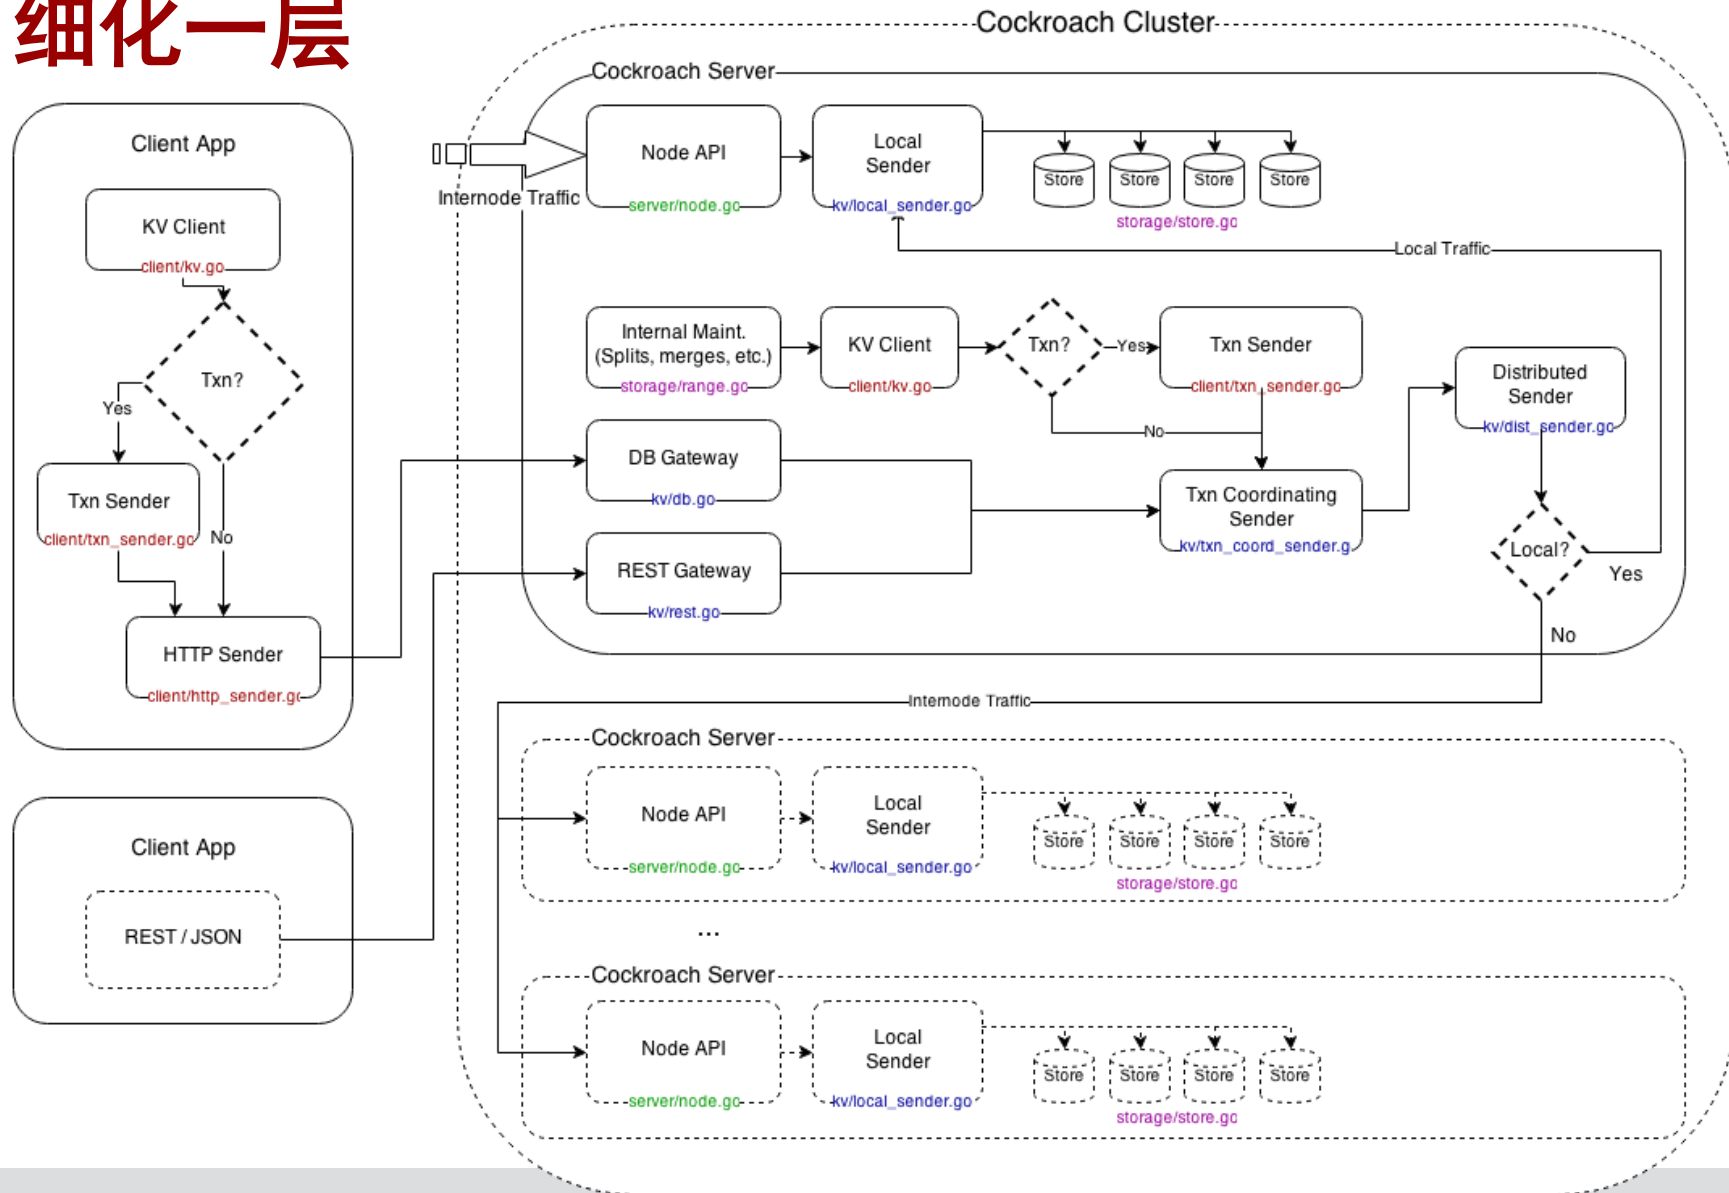 细化一层
Cockroach Cluster
Client App
KV Client
client/kv.go
Txn?
Yes
No
Txn Sender
client/txn_sender.go
HTTP Sender
client/http_sender.go
Client App
REST / JSON
Cockroach Server
Internode Traffic
Node API
server/node.go
Local
Sender
kv/local_sender.go
Store
Store
Store
Store
storage/store.go
Local Traffic
Internal Maint.
(Splits, merges, etc.)
storage/range.go
KV Client
client/kv.go
Txn?
Yes
No
Txn Sender
client/txn_sender.go
Distributed
Sender
kv/dist_sender.go
DB Gateway
kv/db.go
REST Gateway
kv/rest.go
Txn Coordinating
Sender
kv/txn_coord_sender.g
Local?
Yes
No
Internode Traffic
Cockroach Server
Node API
server/node.go
Local
Sender
kv/local_sender.go
Store
Store
Store
Store
storage/store.go
...
Cockroach Server
Node API
server/node.go
Local
Sender
kv/local_sender.go
Store
Store
Store
Store
storage/store.go